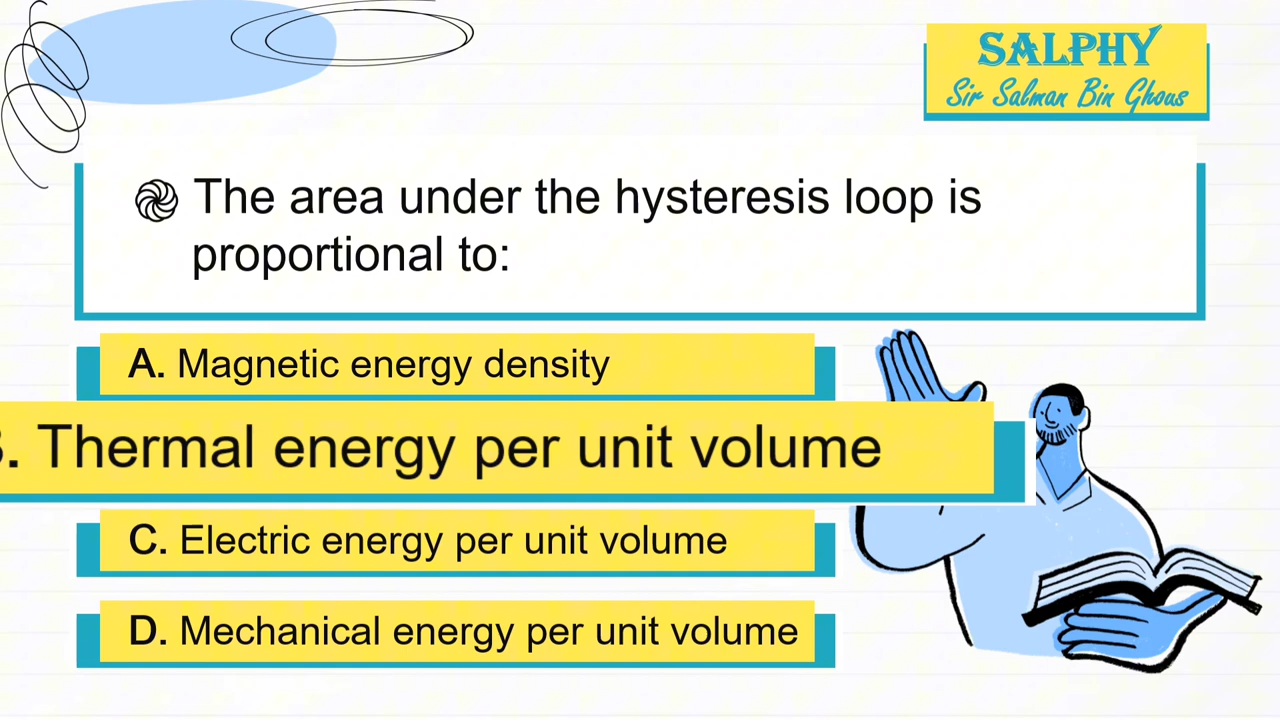 SALPHY
Sir Salman Bin Ghous
The area under the hysteresis loop is
proportional to:
A. Magnetic energy density
. Thermal energy per unit volume
C. Electric energy per unit volume
D. Mechanical energy per unit volume